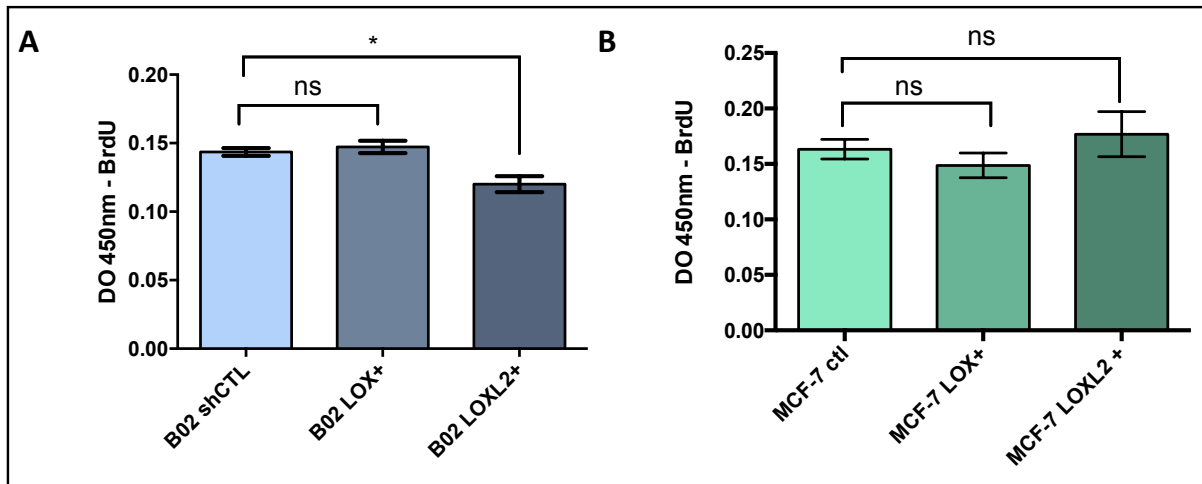 A
*
ns
0.20
0.15
0.10
0.05
0.00
DO 450nm - BrdU
B02 shCTL
B02 LOX+
B02 LOXL2+
B
ns
ns
0.25
0.20
0.15
0.10
0.05
0.00
DO 450nm - BrdU
MCF-7 ctl
MCF-7 LOX+
MCF-7 LOXL2 +